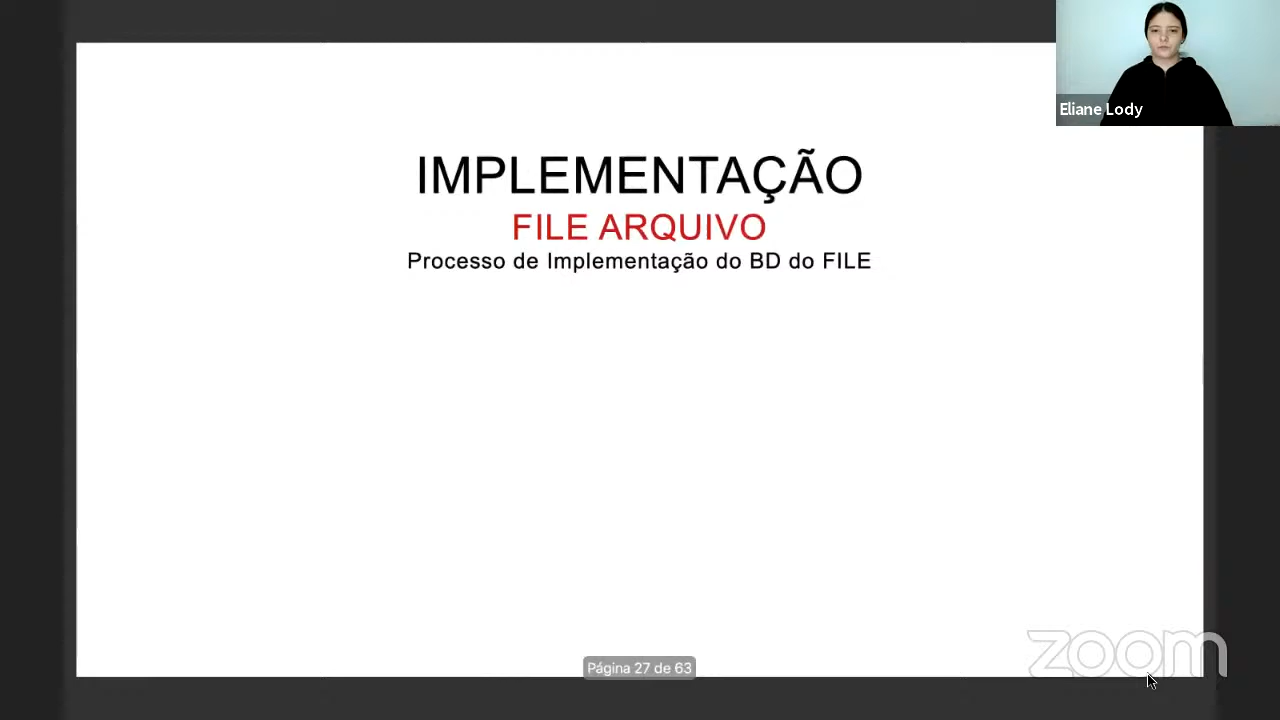 Eliane Lody
IMPLEMENTAÇÃO
FILE ARQUIVO
Processo de Implementação do BD do FILE
Página 27 de 63
zoom